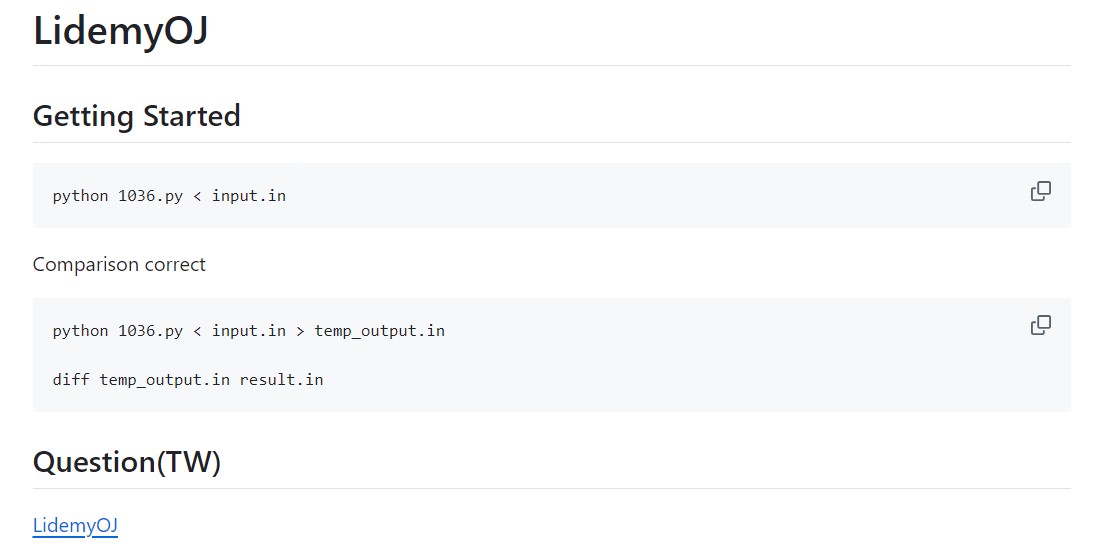 LidemyOJ
Getting Started
python 1036.py < input.in
Comparison correct
python 1036.py < input.in > temp_output.in
diff temp_output.in result.in
Question(TW)
LidemyOJ